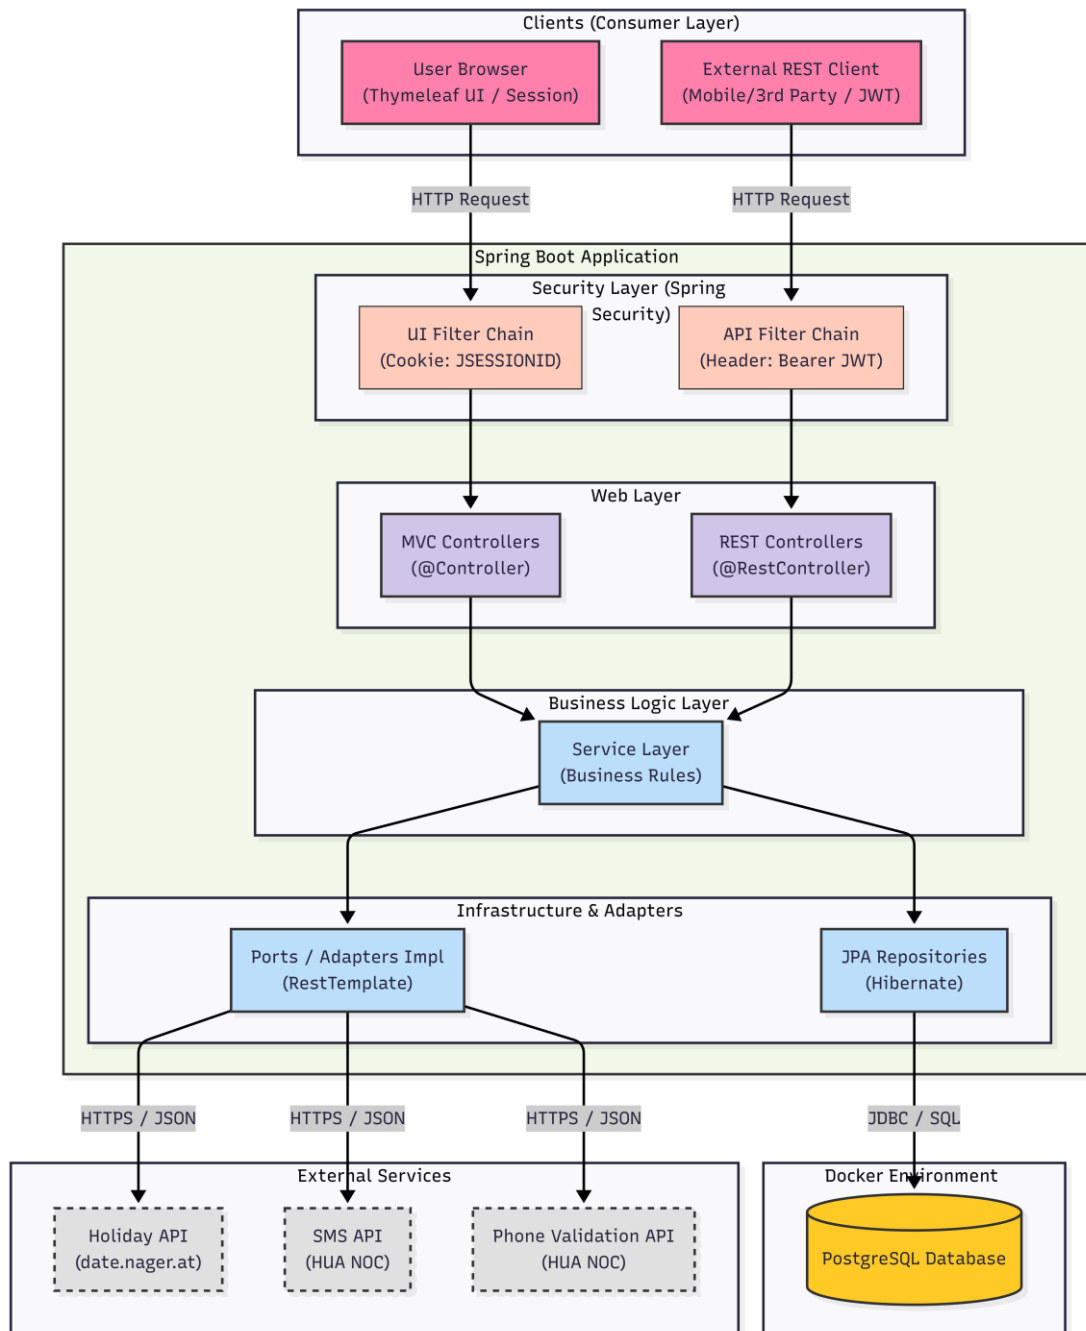 Clients (Consumer Layer)
User Browser
(Thymeleaf UI / Session)
External REST Client
(Mobile/3rd Party / JWT)
HTTP Request
HTTP Request
Spring Boot Application
Security Layer (Spring
Security)
UI Filter Chain
(Cookie: JSESSIONID)
API Filter Chain
(Header: Bearer JWT)
Web Layer
MVC Controllers
(@Controller)
REST Controllers
(@RestController)
Business Logic Layer
Service Layer
(Business Rules)
Infrastructure & Adapters
Ports / Adapters Impl
(RestTemplate)
JPA Repositories
(Hibernate)
HTTPS / JSON
HTTPS / JSON
HTTPS / JSON
JDBC / SQL
External Services
Holiday API
(date.nager.at)
SMS API
(HUA NOC)
Phone Validation API
(HUA NOC)
Docker Environment
PostgreSQL Database